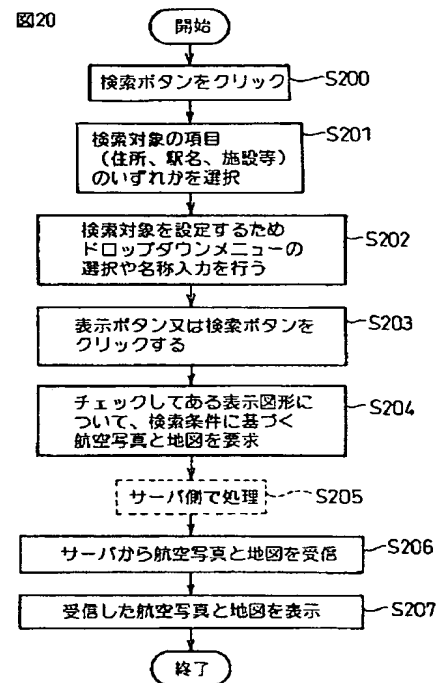 図20
開始
検索ボタンをクリック
S200
検索対象の項目
(住所、駅名、施設等)
のいずれかを選択
S201
検索対象を設定するため
ドロップダウンメニューの
選択や名称入力を行う
S202
表示ボタン又は検索ボタンを
クリックする
S203
チェックしてある表示図形に
ついて、検索条件に基づく
航空写真と地図を要求
S204
サーバ側で処理
S205
サーバから航空写真と地図を受信
S206
受信した航空写真と地図を表示
S207
終了